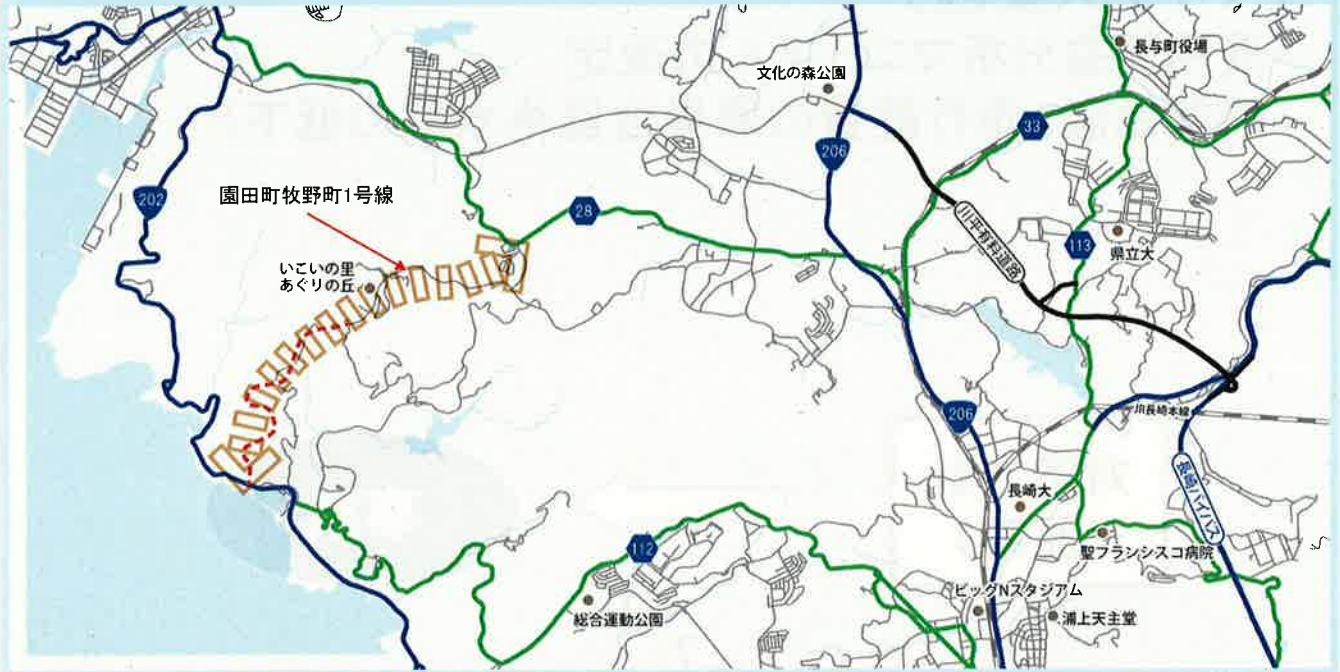 長与町役場
文化の森公園
33
206
202
園田町牧野町1号線
28
川平有料道路
113
県立大
いこいの里
あぐりの丘
206
JR長崎本線
長崎大
長崎バイパス
112
聖フランシスコ病院
ビッグNスタジアム
総合運動公園
浦上天主堂